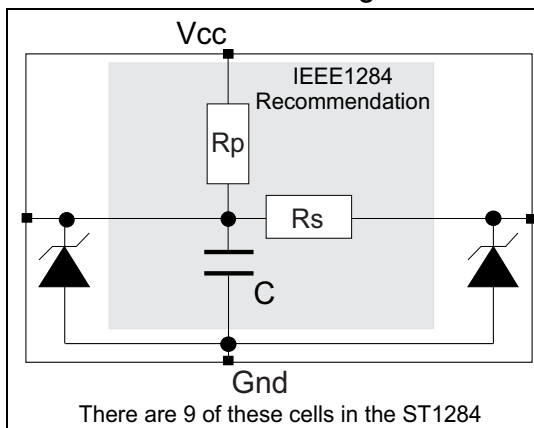 Vcc
IEEE1284
Recommendation
Rp
Rs
C
Gnd
There are 9 of these cells in the ST1284